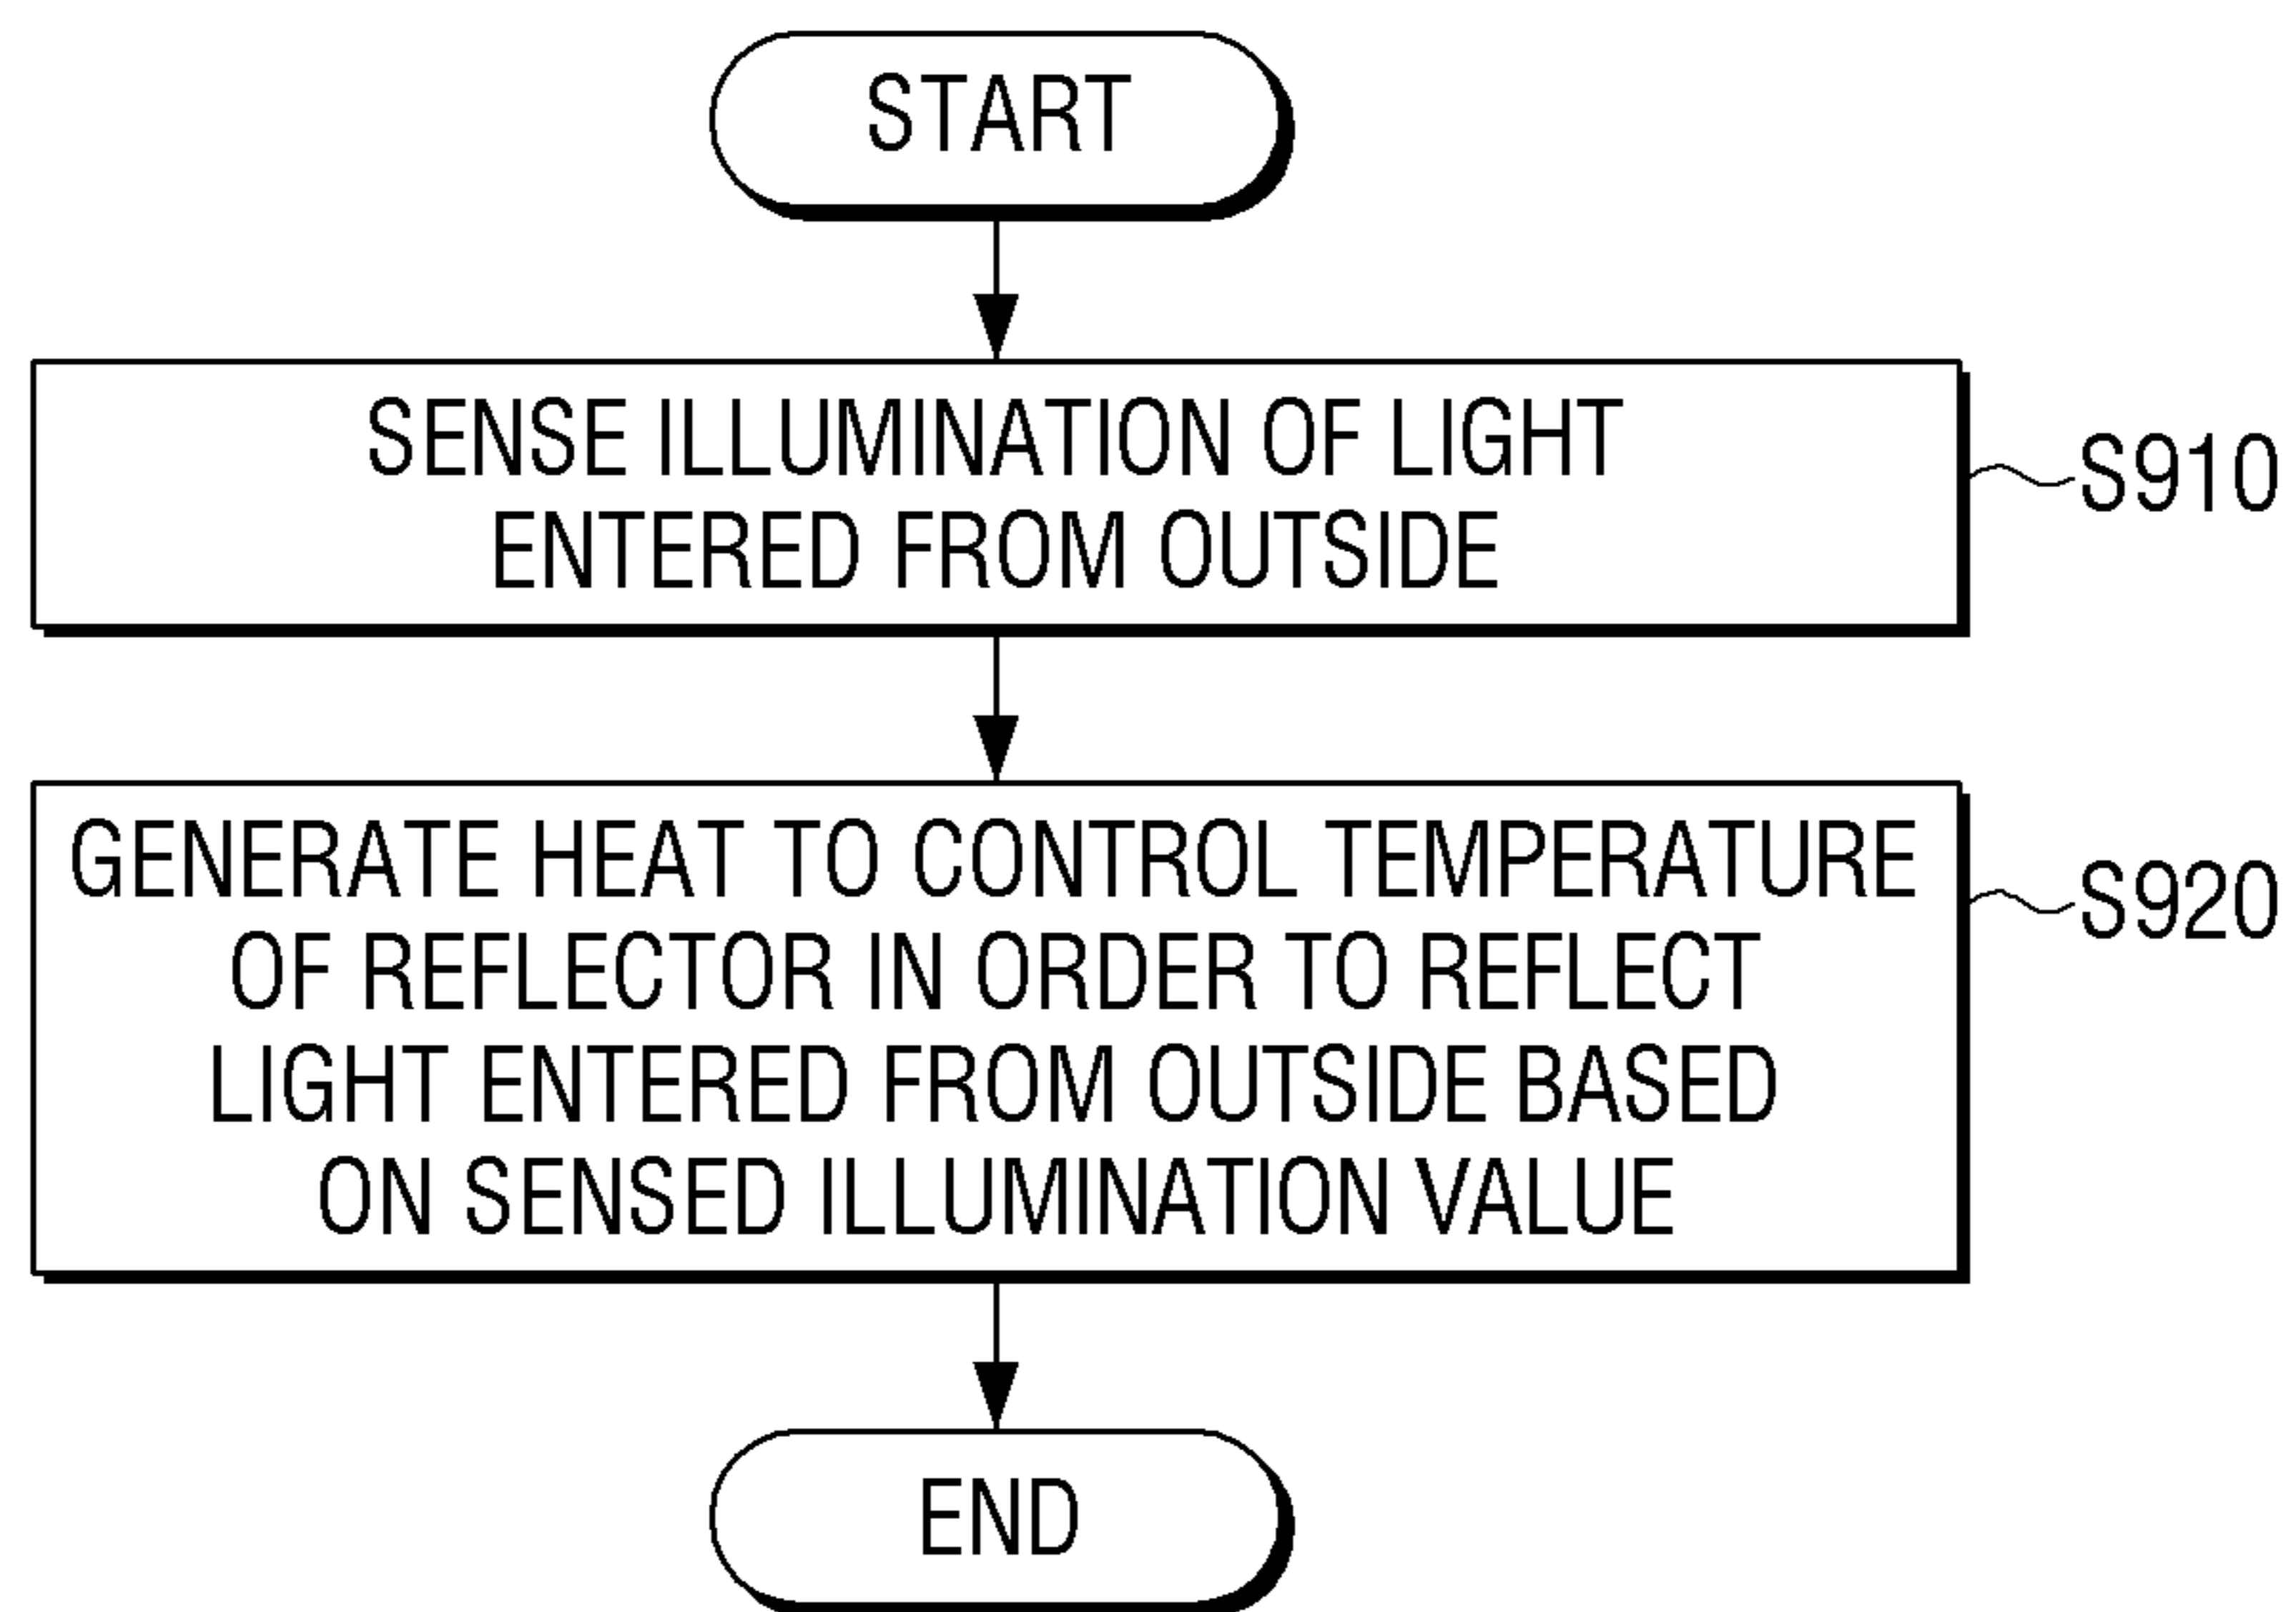 START
SENSE ILLUMINATION OF LIGHT
ENTERED FROM OUTSIDE
S910
GENERATE HEAT TO CONTROL TEMPERATURE
OF REFLECTOR IN ORDER TO REFLECT
LIGHT ENTERED FROM OUTSIDE BASED
ON SENSED ILLUMINATION VALUE
S920
END